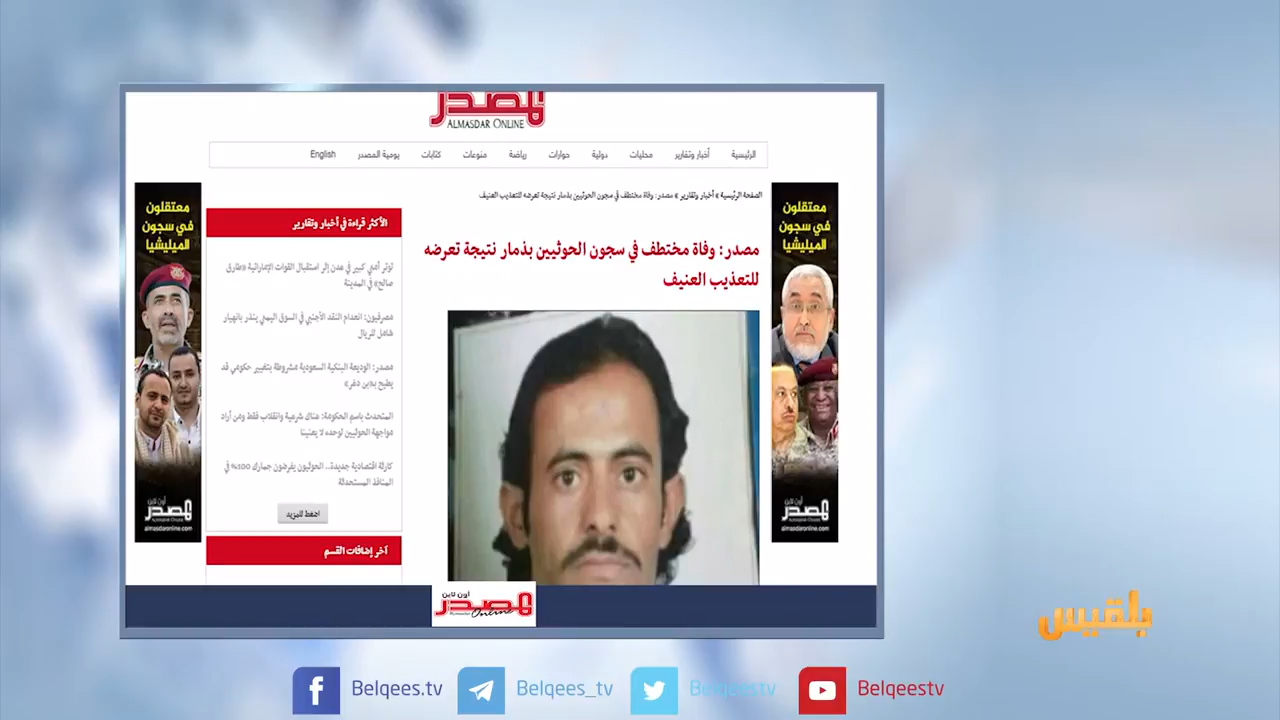 المصدر
ALMASDAR ONLINE
الرئيسية
أخبار وتقارير
محليات
دولية
حوارات
رياضة
منوعات
كتابات
يومية المصدر
English
الصفحة الرئيسية » أخبار وتقارير » مصدر: وفاة مختطف في سجون الحوثيين بذمار نتيجة تعرضه للتعذيب العنيف
مصدر: وفاة مختطف في سجون الحوثيين بذمار نتيجة تعرضه
للتعذيب العنيف
معتقلون
في سجون
الميليشيا
أون لاين
المصدر
almasdaronline.com
الأكثر قراءة في أخبار وتقارير
توتر أمني كبير في عدن إثر استقبال القوات الإماراتية «طارق
صالح» في المدينة
مصرفيون: انعدام النقد الأجنبي في السوق اليمني ينذر بانهيار
شامل للريال
مصدر: الوديعة البنكية السعودية مشروطة بتغيير حكومي قد
يطيح بـ«بن دغر»
المتحدث باسم الحكومة: هناك شرعية وانقلاب فقط ومن أراد
مواجهة الحوثيين لوحده لا يعنينا
كارثة اقتصادية جديدة.. الحوثيون يفرضون جمارك 100% في
المنافذ المستحدثة
اضغط للمزيد
آخر إضافات القسم
معتقلون
في سجون
الميليشيا
أون لاين
المصدر
almasdaronline.com
أون لاين
المصدر
Almasdar Online
بلقيس
Belqees.tv
Belqees_tv
Belqeestv
Belqeestv